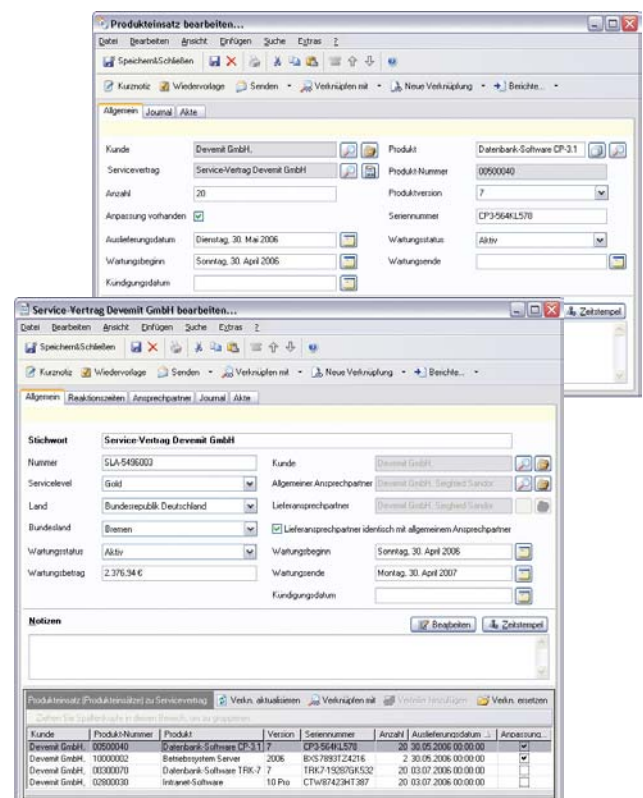 Produkteinsatz bearbeiten...
Datei Bearbeiten Ansicht Einfügen Suche Extras ?
Speichern&Schließen
Kurznotiz Wiedervorlage Senden Verknüpfen mit Neue Verknüpfung Berichte...
Allgemein Journal Akte
Kunde Devemit GmbH, Produkt Datenbank-Software CP-3.1
Servicevertrag Service-Vertrag Devemit GmbH Produkt-Nummer 00500040
Anzahl 20 Produktversion 7
Anpassung vorhanden Seriennummer CP3-564KL578
Auslieferungsdatum Dienstag, 30. Mai 2006 Wartungsstatus Aktiv
Wartungsbeginn Sonntag, 30. April 2006 Wartungsende
Kündigungsdatum
Zeitstempel
Service-Vertrag Devemit GmbH bearbeiten...
Datei Bearbeiten Ansicht Einfügen Suche Extras ?
Speichern&Schließen
Kurznotiz Wiedervorlage Senden Verknüpfen mit Neue Verknüpfung Berichte...
Allgemein Reaktionszeiten Ansprechpartner Journal Akte
Stichwort Service-Vertrag Devemit GmbH
Nummer SLA-5496003 Kunde Devemit GmbH,
Servicelevel Gold Allgemeiner Ansprechpartner Devemit GmbH, Siegfried Sandor
Land Bundesrepublik Deutschland Lieferansprechpartner Devemit GmbH, Siegfried Sandor
Bundesland Bremen Lieferansprechpartner identisch mit allgemeinem Ansprechpartner
Wartungsstatus Aktiv Wartungsbeginn Sonntag, 30. April 2006
Wartungsbetrag 2.376,94 € Wartungsende Montag, 30. April 2007
Kündigungsdatum
Notizen Bearbeiten Zeitstempel
Produkteinsatz (Produkteinsätze) zu Servicevertrag Verkn. aktualisieren Verknüpfen mit Verteiler hinzufügen Verkn. ersetzen
Ziehen Sie Spaltenköpfe in diesen Bereich, um zu gruppieren
Kunde Produkt-Nummer Produkt Version Seriennummer Anzahl Auslieferungsdatum Anpassung...
Devemit GmbH, 00500040 Datenbank-Software CP-3.1 7 CP3-564KL578 20 30.05.2006 00:00:00
Devemit GmbH, 10000002 Betriebssystem Server 2006 BXS7893TZ4216 2 30.05.2006 00:00:00
Devemit GmbH, 00300070 Datenbank-Software TRK-7 7 TRK7-19287GK532 20 03.07.2006 00:00:00
Devemit GmbH, 02800030 Intranet-Software 10 Pro CTW87423HT387 20 03.07.2006 00:00:00